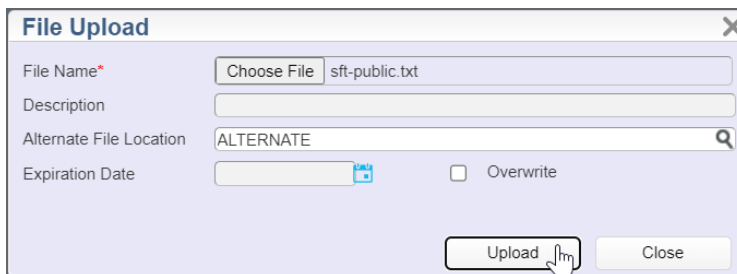 File Upload
File Name* Choose File sft-public.txt
Description
Alternate File Location ALTERNATE
Expiration Date Overwrite
Upload Close